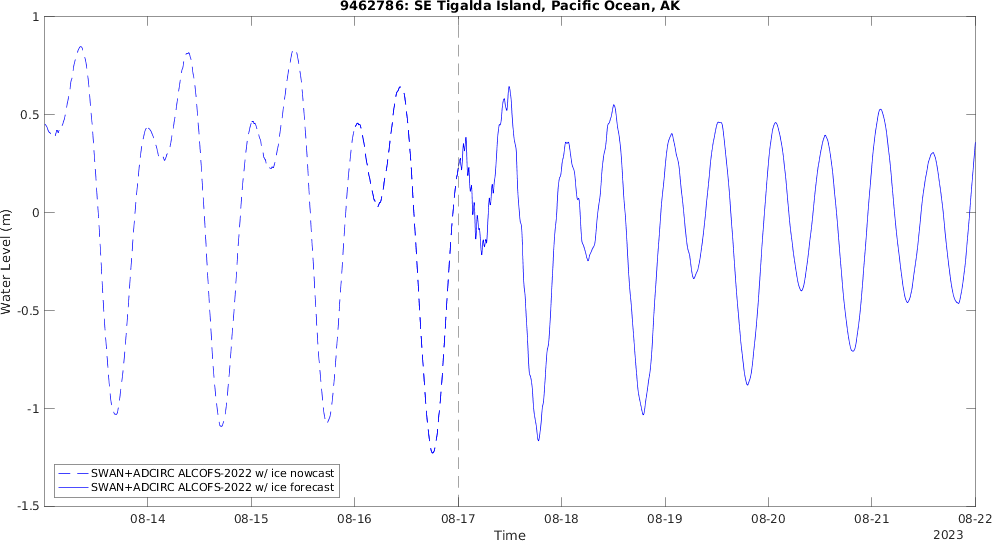 9462786: SE Tigalda Island, Pacific Ocean, AK
1
0.5
0
-0.5
-1
-1.5
Water Level (m)
SWAN+ADCIRC ALCOFS-2022 w/ ice nowcast
SWAN+ADCIRC ALCOFS-2022 w/ ice forecast
08-14 08-15 08-16 08-17 08-18 08-19 08-20 08-21 08-22
Time
2023